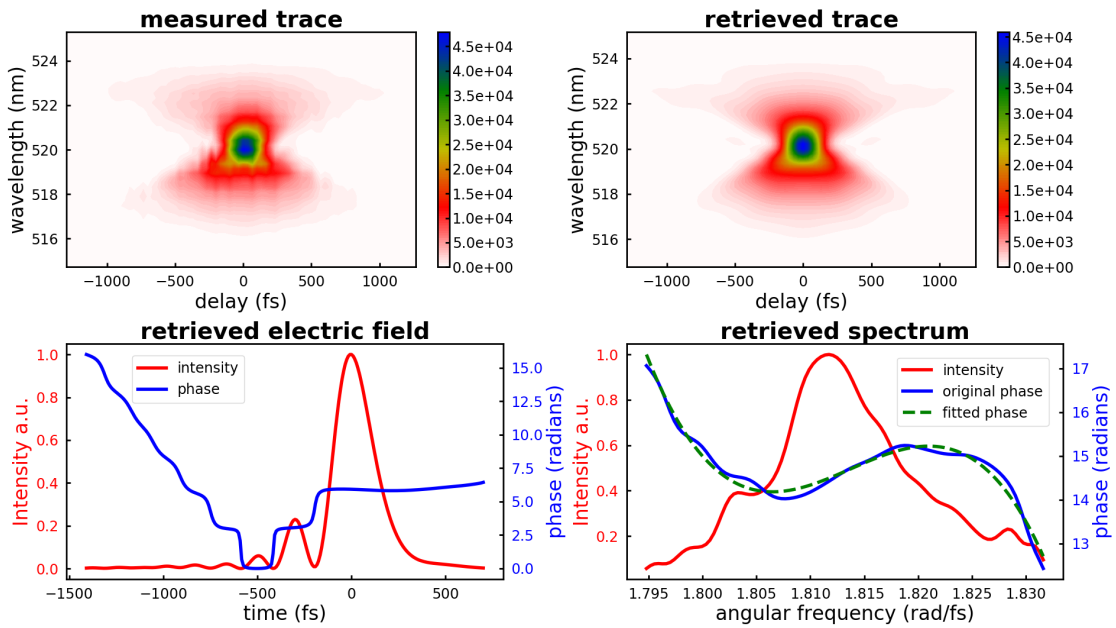 measured trace
wavelength (nm)
524
522
520
518
516
−1000
−500
0
500
1000
delay (fs)
4.5e+04
4.0e+04
3.5e+04
3.0e+04
2.5e+04
2.0e+04
1.5e+04
1.0e+04
5.0e+03
0.0e+00
retrieved trace
wavelength (nm)
524
522
520
518
516
−1000
−500
0
500
1000
delay (fs)
4.5e+04
4.0e+04
3.5e+04
3.0e+04
2.5e+04
2.0e+04
1.5e+04
1.0e+04
5.0e+03
0.0e+00
retrieved electric field
Intensity a.u.
1.0
0.8
0.6
0.4
0.2
0.0
intensity
phase
−1500
−1000
−500
0
500
time (fs)
15.0
12.5
10.0
7.5
5.0
2.5
0.0
phase (radians)
retrieved spectrum
Intensity a.u.
1.0
0.8
0.6
0.4
0.2
intensity
original phase
fitted phase
1.795
1.800
1.805
1.810
1.815
1.820
1.825
1.830
angular frequency (rad/fs)
17
16
15
14
13
phase (radians)